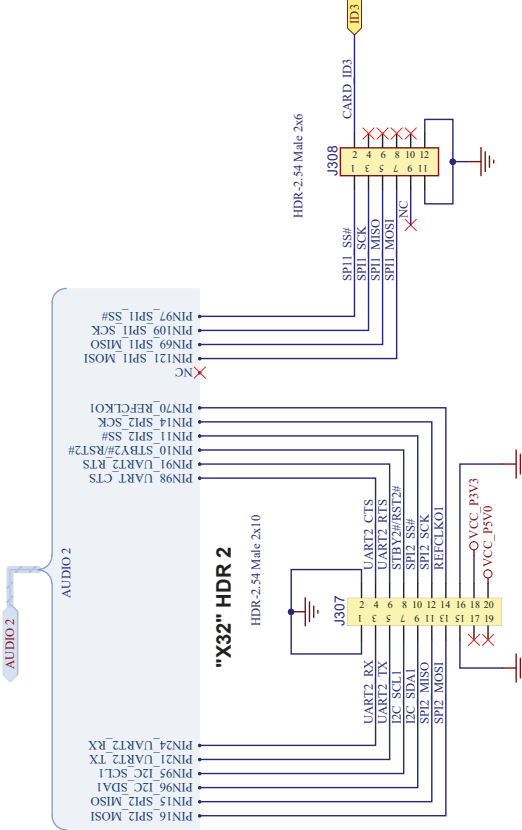 ID3
CARD_ID3
HDR-2.54 Male 2x6
J308
2 4 6 8 10 12
1 3 5 7 9 11
NC
SPI1_SS#
SPI1_SCK
SPI1_MISO
SPI1_MOSI
PIN97_SPI1_SS#
PIN109_SPI1_SCK
PIN69_SPI1_MISO
PIN121_SPI1_MOSI
NC
PIN70_REFCLKO1
PIN14_SPI2_SCK
PIN11_SPI2_SS#
PIN10_STBY2#/RST2#
PIN91_UART2_RTS
PIN98_UART_CTS
AUDIO 2
AUDIO 2
"X32" HDR 2
HDR-2.54 Male 2x10
UART2_CTS
UART2_RTS
STBY2#/RST2#
SPI2_SS#
SPI2_SCK
REFCLKO1
VCC_P3V3
VCC_P5V0
J307
2 4 6 8 10 12 14 16 18 20
1 3 5 7 9 11 13 15 17 19
UART2_RX
UART2_TX
I2C_SCL1
I2C_SDA1
SPI2_MISO
SPI2_MOSI
PIN24_UART2_RX
PIN21_UART2_TX
PIN95_I2C_SCL1
PIN96_I2C_SDA1
PIN15_SPI2_MISO
PIN16_SPI2_MOSI